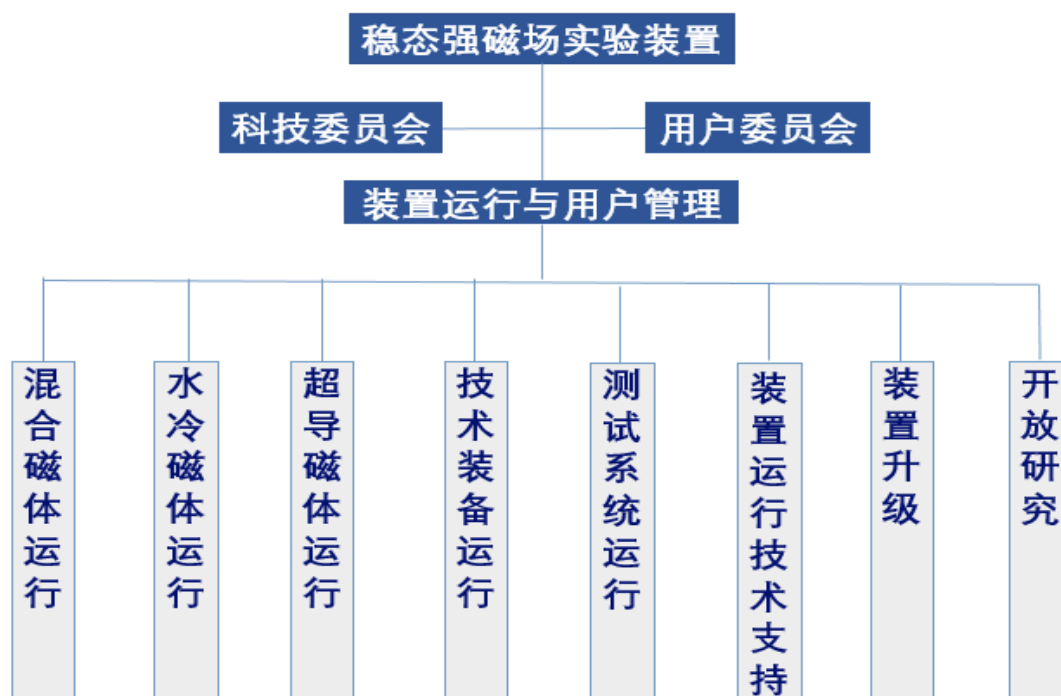 稳态强磁场实验装置
科技委员会
用户委员会
装置运行与用户管理
混合磁体运行
水冷磁体运行
超导磁体运行
技术装备运行
测试系统运行
装置运行技术支持
装置升级
开放研究